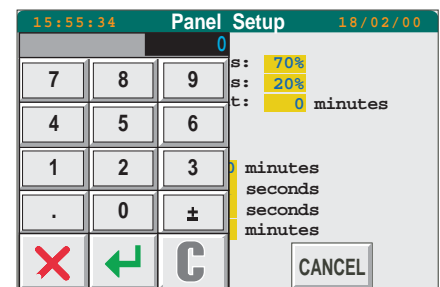 15:55:34 Panel Setup 18/02/00
0
s: 70%
7 8 9 s: 20%
t: 0 minutes
4 5 6
1 2 3 0 minutes
seconds
. 0 ± seconds
minutes
C CANCEL